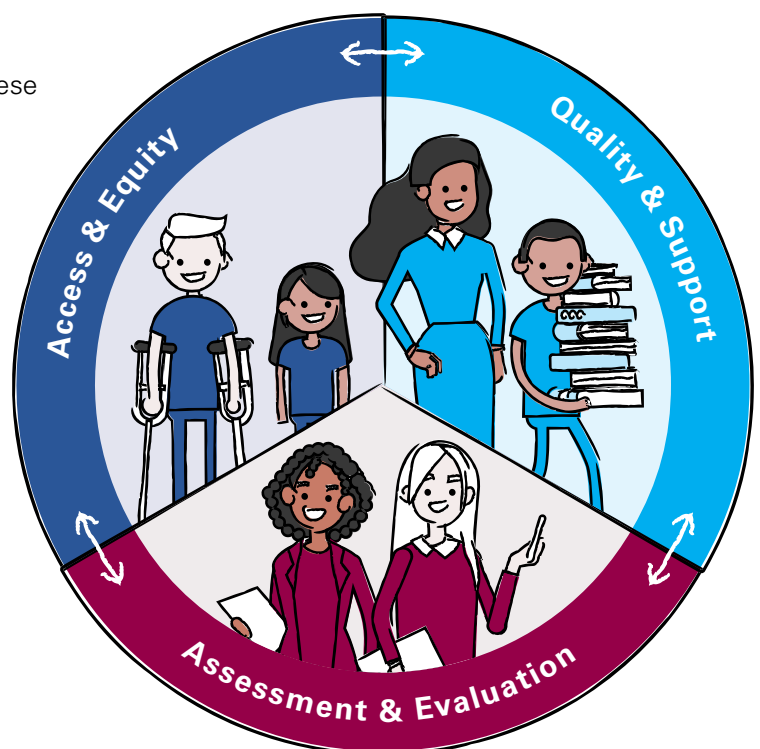 ese
Access & Equity
Quality & Support
Assessment & Evaluation